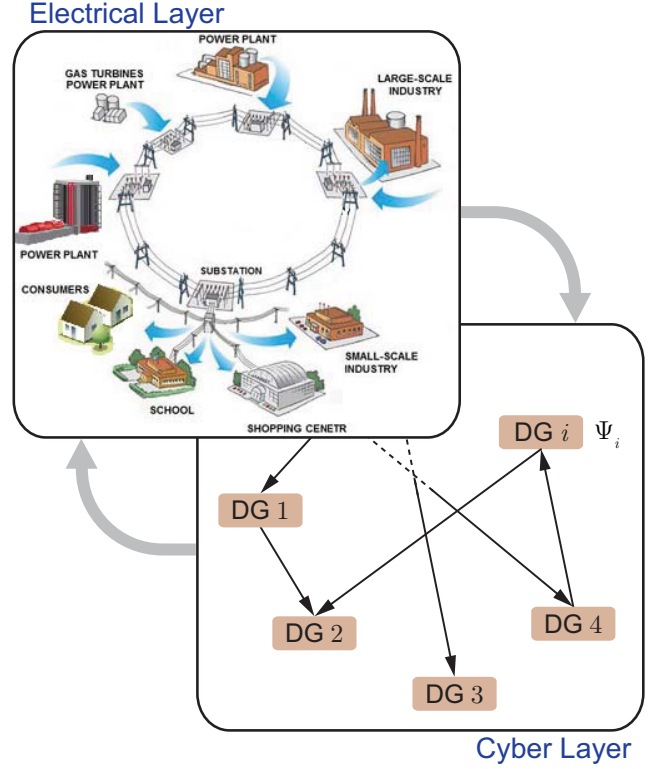 Electrical Layer
POWER PLANT
GAS TURBINES
POWER PLANT
LARGE-SCALE
INDUSTRY
POWER PLANT
SUBSTATION
CONSUMERS
SMALL-SCALE
INDUSTRY
SCHOOL
SHOPPING CENETR
DG i Ψ_i
DG 1
DG 2
DG 4
DG 3
Cyber Layer